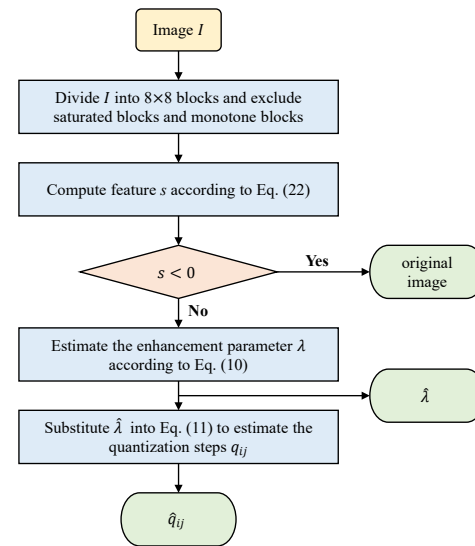 Image I
Divide I into 8×8 blocks and exclude
saturated blocks and monotone blocks
Compute feature s according to Eq. (22)
s < 0
Yes
original
image
No
Estimate the enhancement parameter λ
according to Eq. (10)
λ̂
Substitute λ̂ into Eq. (11) to estimate the
quantization steps qᵢⱼ
q̂ᵢⱼ